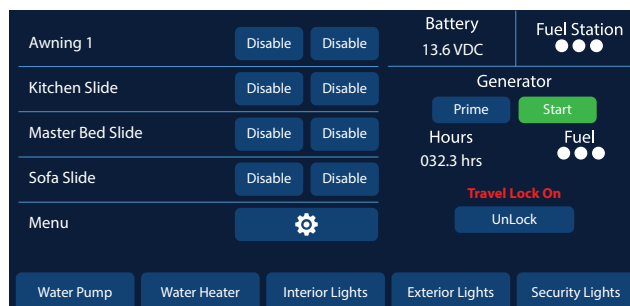 Awning 1 Disable Disable
Kitchen Slide Disable Disable
Master Bed Slide Disable Disable
Sofa Slide Disable Disable
Menu
Battery
13.6 VDC
Fuel Station
Generator
Prime Start
Hours Fuel
032.3 hrs
Travel Lock On
UnLock
Water Pump Water Heater Interior Lights Exterior Lights Security Lights